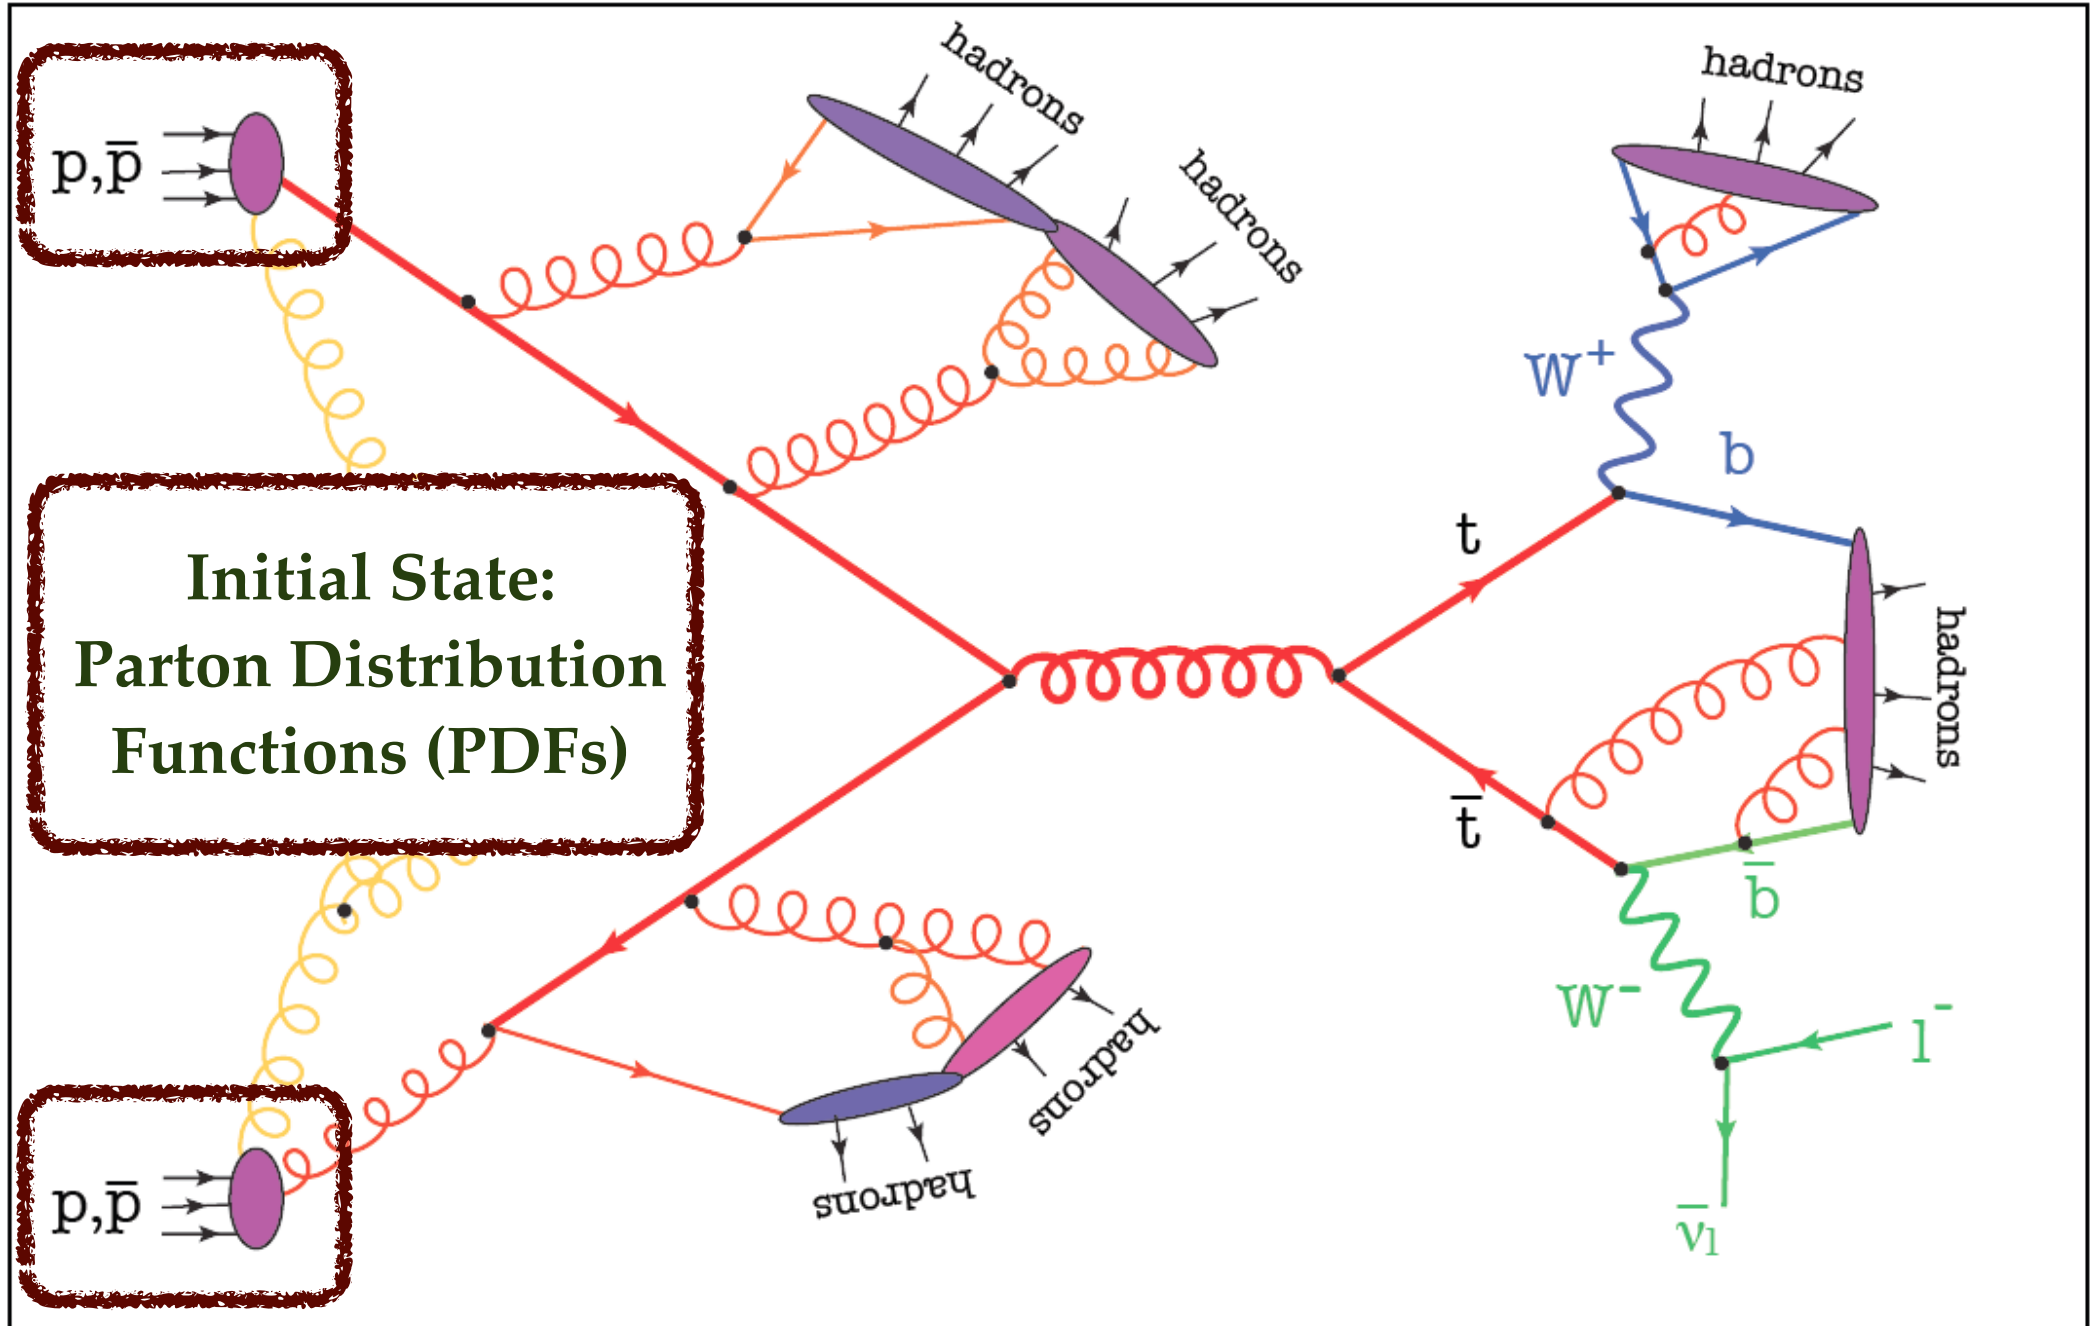 hadrons
hadrons
p,p̅
hadrons
W⁺
b
t
Initial State:
Parton Distribution
Functions (PDFs)
hadrons
t̅
b̅
W⁻
l⁻
hadrons
hadrons
p,p̅
ν̅ₗ